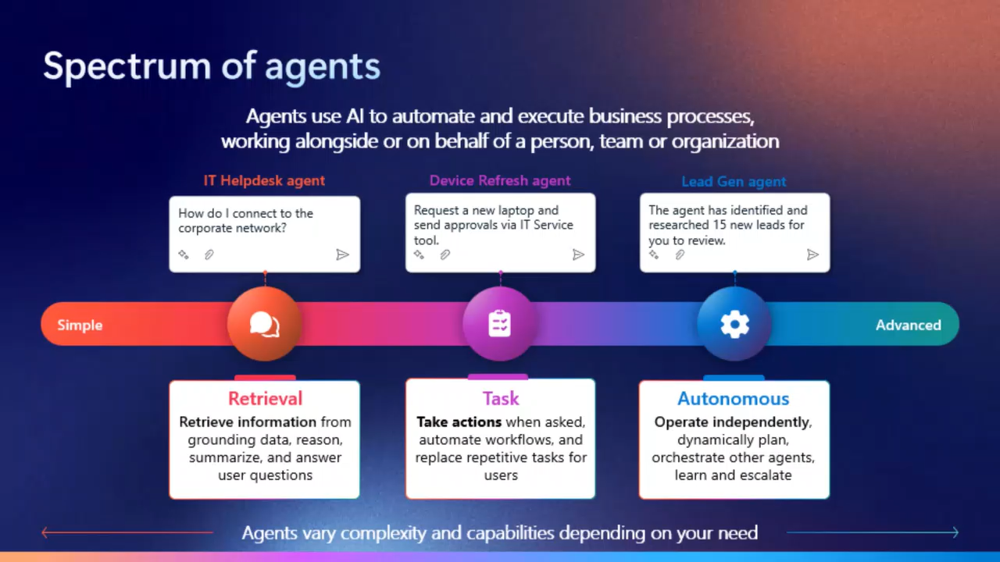 Spectrum of agents
Agents use AI to automate and execute business processes,
working alongside or on behalf of a person, team or organization
IT Helpdesk agent
How do I connect to the
corporate network?
Device Refresh agent
Request a new laptop and
send approvals via IT Service
tool.
Lead Gen agent
The agent has identified and
researched 15 new leads for
you to review.
Simple
Advanced
Retrieval
Retrieve information from
grounding data, reason,
summarize, and answer
user questions
Task
Take actions when asked,
automate workflows, and
replace repetitive tasks for
users
Autonomous
Operate independently,
dynamically plan,
orchestrate other agents,
learn and escalate
Agents vary complexity and capabilities depending on your need